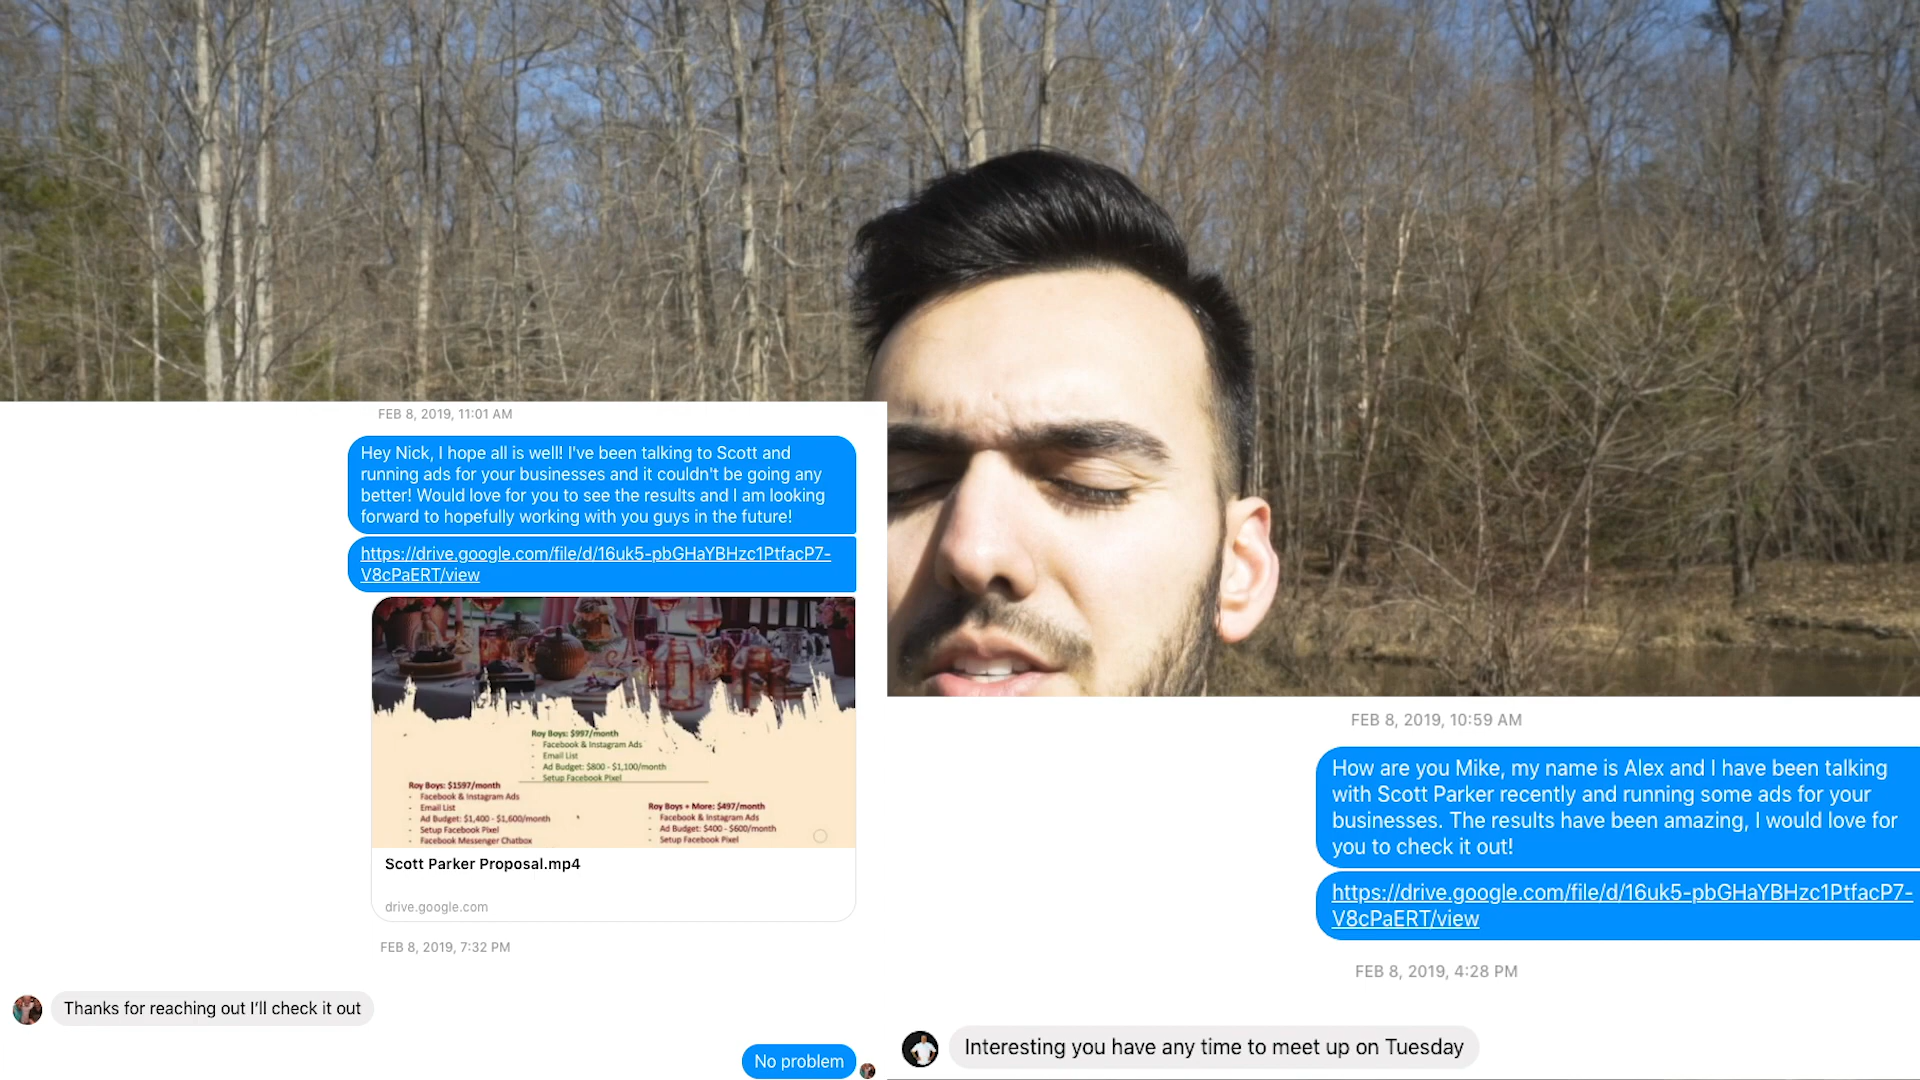 FEB 8, 2019, 11:01 AM
Hey Nick, I hope all is well! I've been talking to Scott and
running ads for your businesses and it couldn't be going any
better! Would love for you to see the results and I am looking
forward to hopefully working with you guys in the future!
https://drive.google.com/file/d/16uk5-pbGHaYBHzc1PtfacP7-
V8cPaERT/view
Roy Boys: $997/month
- Facebook & Instagram Ads
- Email List
- Ad Budget: $800 - $1,100/month
- Setup Facebook Pixel
Roy Boys: $1597/month
- Facebook & Instagram Ads
- Email List
- Ad Budget: $1,400 - $1,600/month
- Setup Facebook Pixel
- Facebook Messenger Chatbox
Roy Boys + More: $497/month
- Facebook & Instagram Ads
- Ad Budget: $400 - $600/month
- Setup Facebook Pixel
Scott Parker Proposal.mp4
drive.google.com
FEB 8, 2019, 7:32 PM
Thanks for reaching out I'll check it out
No problem
FEB 8, 2019, 10:59 AM
How are you Mike, my name is Alex and I have been talking
with Scott Parker recently and running some ads for your
businesses. The results have been amazing, I would love for
you to check it out!
https://drive.google.com/file/d/16uk5-pbGHaYBHzc1PtfacP7-
V8cPaERT/view
FEB 8, 2019, 4:28 PM
Interesting you have any time to meet up on Tuesday